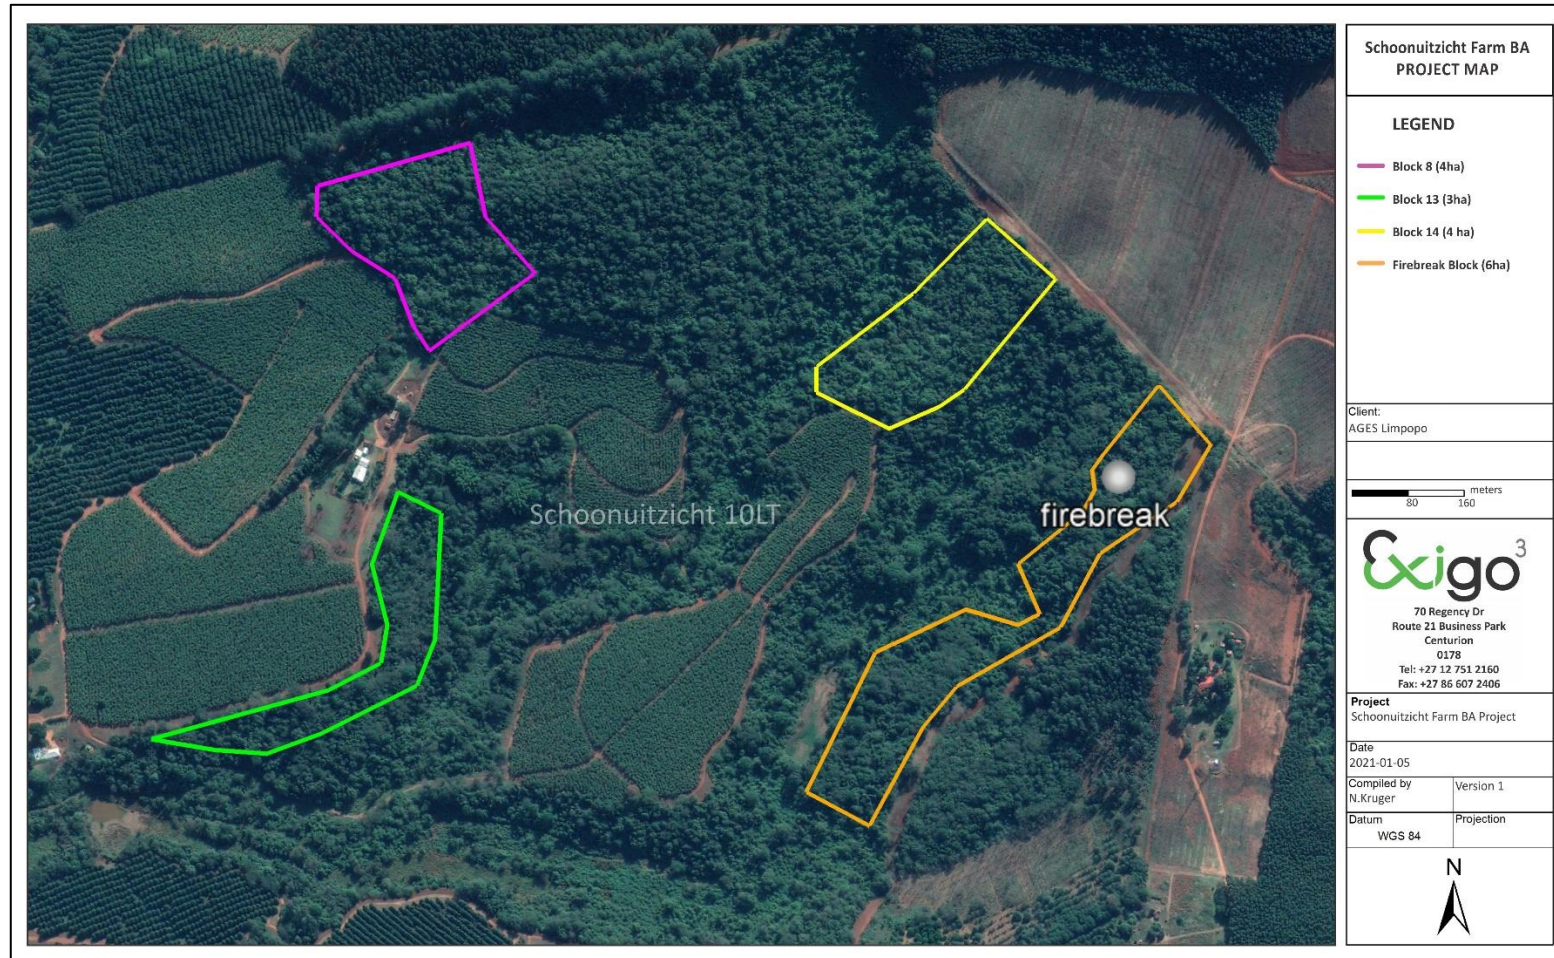 Schoonuitzicht 10LT
firebreak
Schoonuitzicht Farm BA
PROJECT MAP
LEGEND
Block 8 (4ha)
Block 13 (3ha)
Block 14 (4 ha)
Firebreak Block (6ha)
Client:
AGES Limpopo
meters
80 160
Exigo3
70 Regency Dr
Route 21 Business Park
Centurion
0178
Tel: +27 12 751 2160
Fax: +27 86 607 2406
Project
Schoonuitzicht Farm BA Project
Date
2021-01-05
Compiled by
N.Kruger
Version 1
Datum
WGS 84
Projection
N